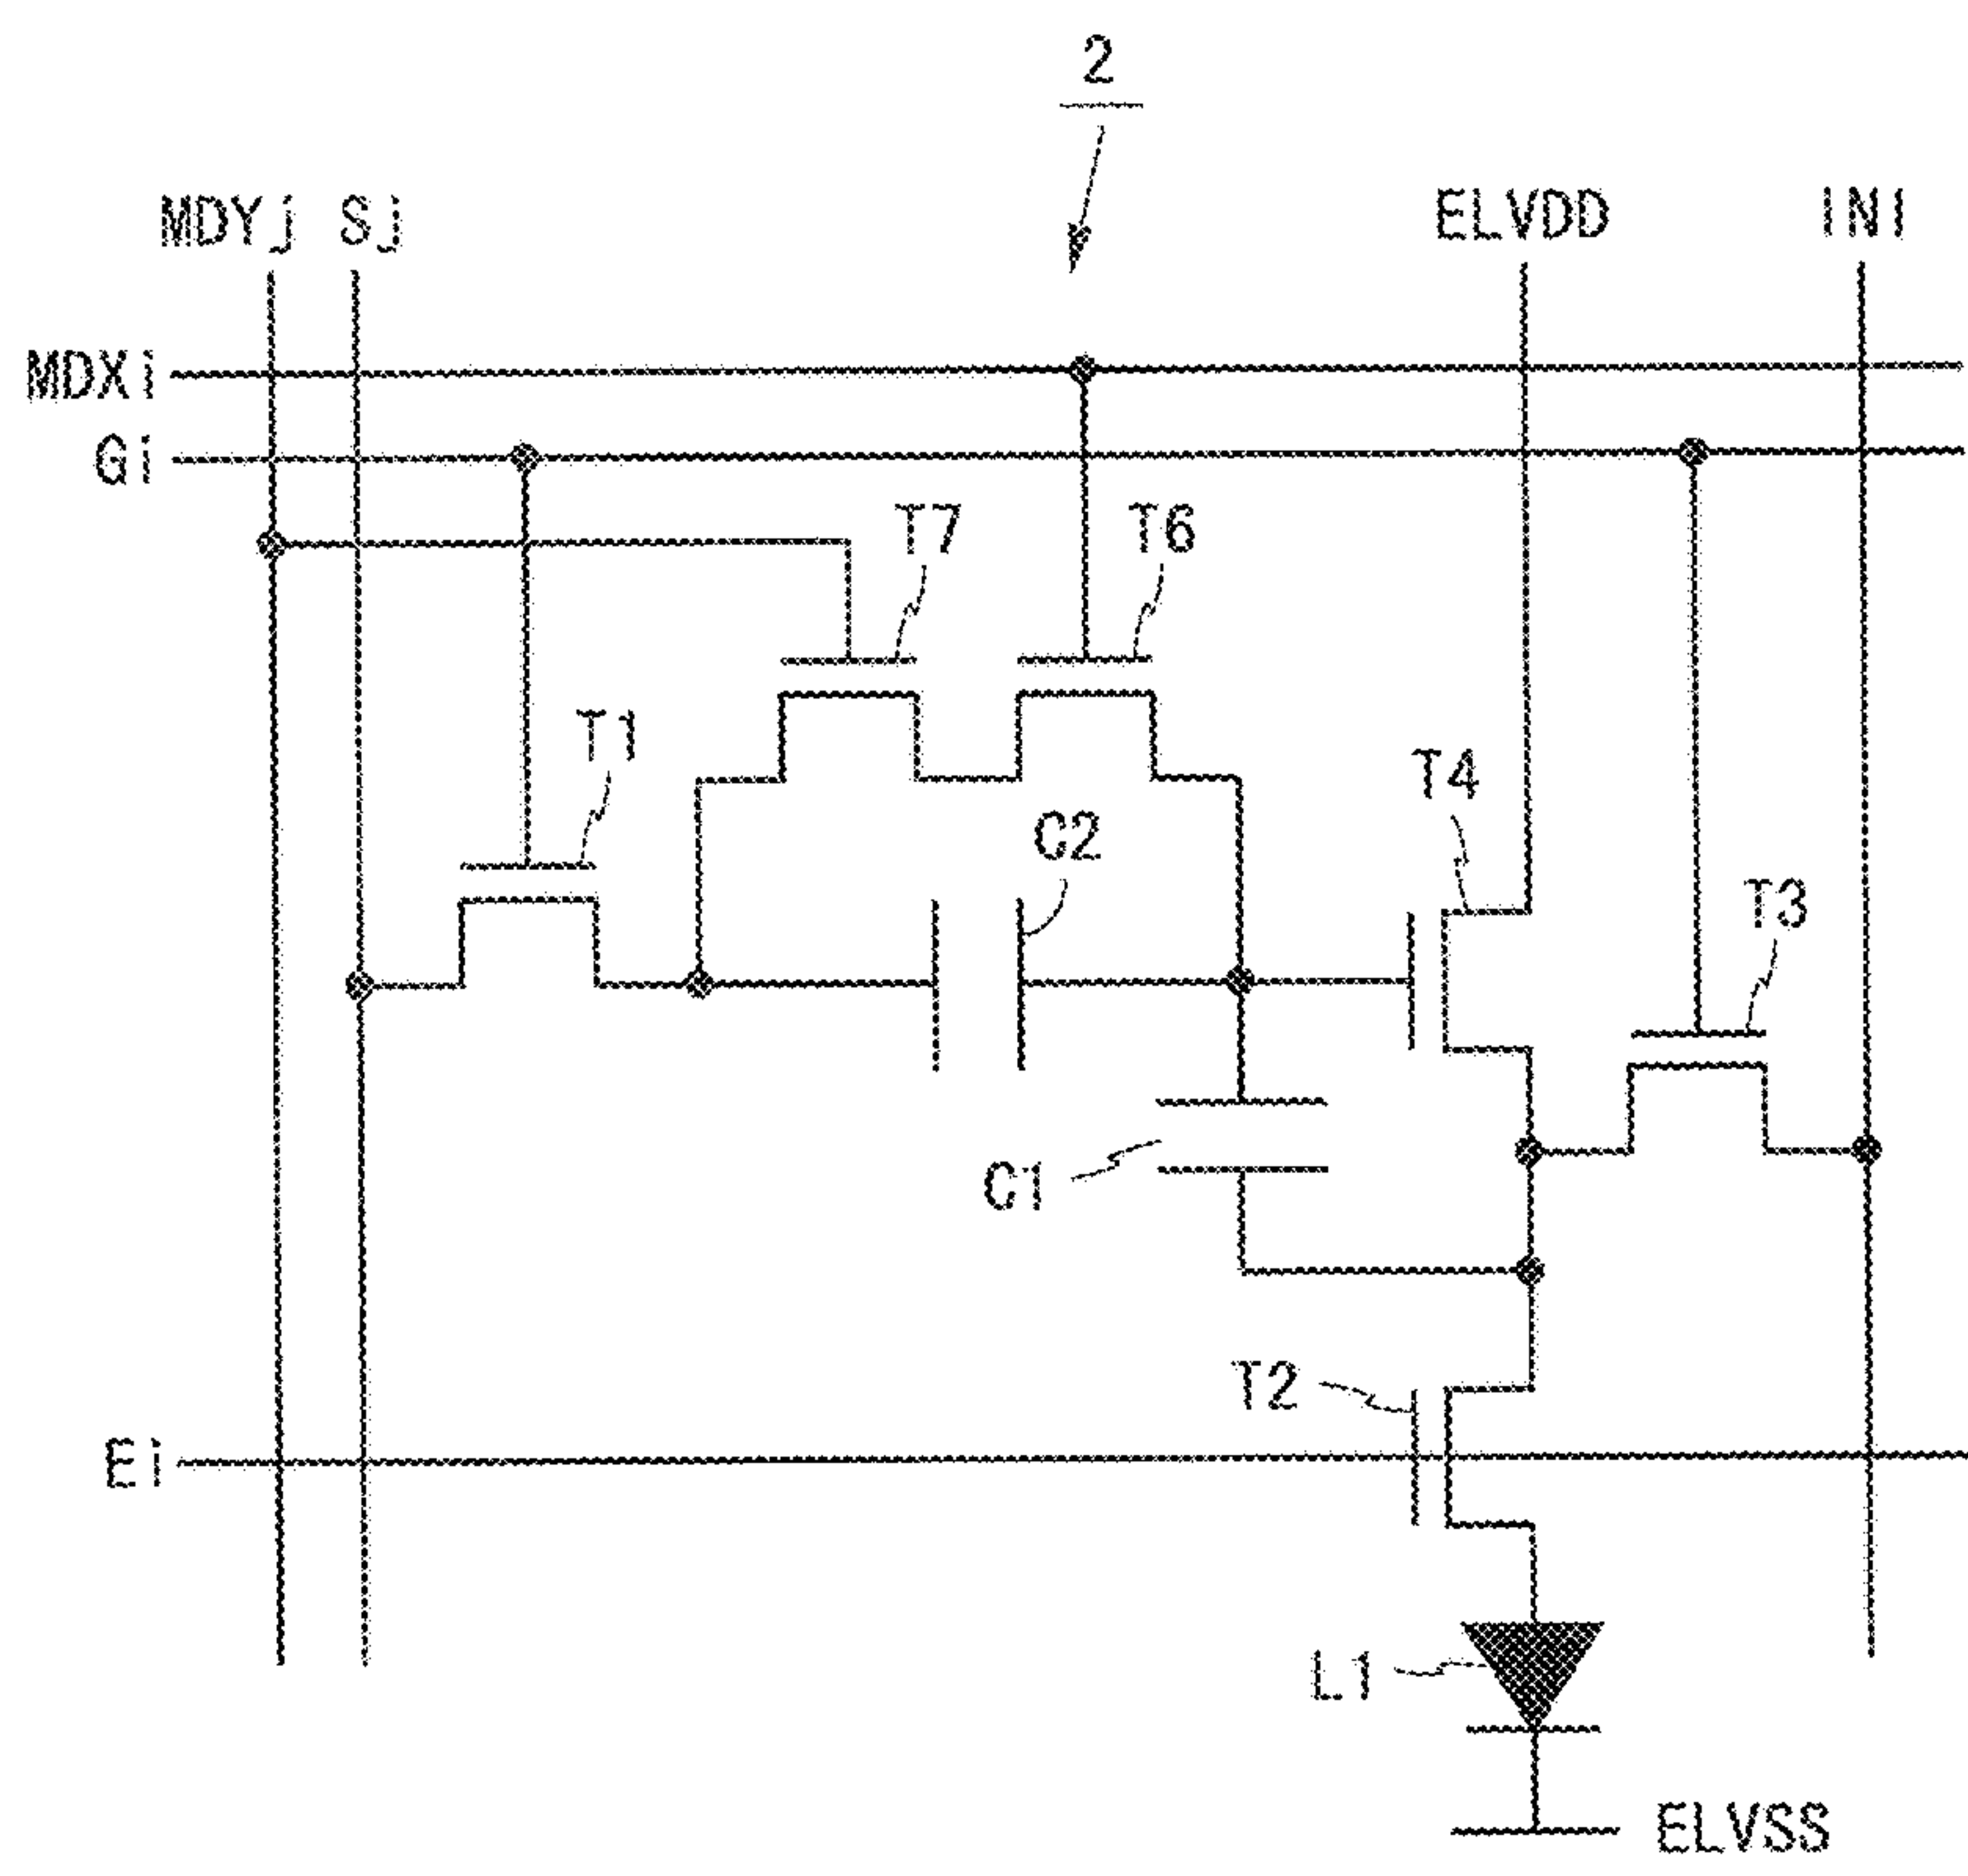 2
MDYj Sj ELVDD INI
MDXi
Gi
T7 T6
T1
T4
C2
T3
C1
T2
Ei
L1
ELVSS